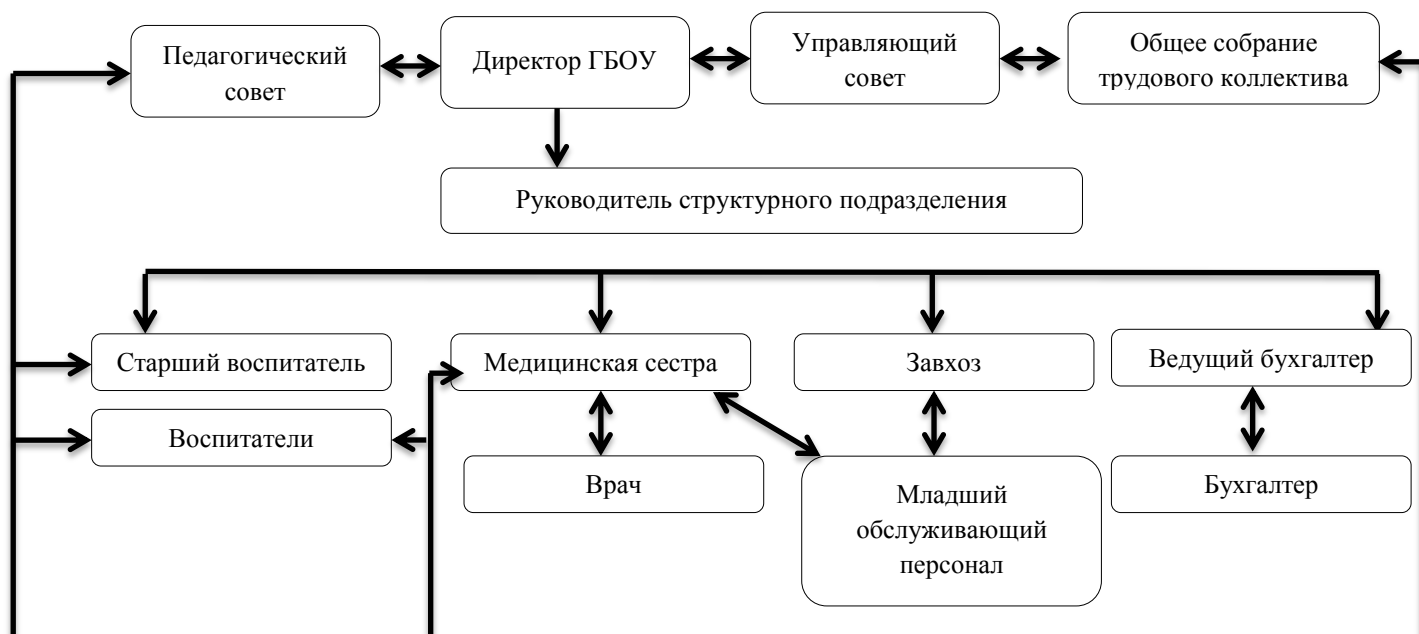 Педагогический
совет
Директор ГБОУ
Управляющий
совет
Общее собрание
трудового коллектива
Руководитель структурного подразделения
Старший воспитатель
Медицинская сестра
Завхоз
Ведущий бухгалтер
Воспитатели
Врач
Младший
обслуживающий
персонал
Бухгалтер